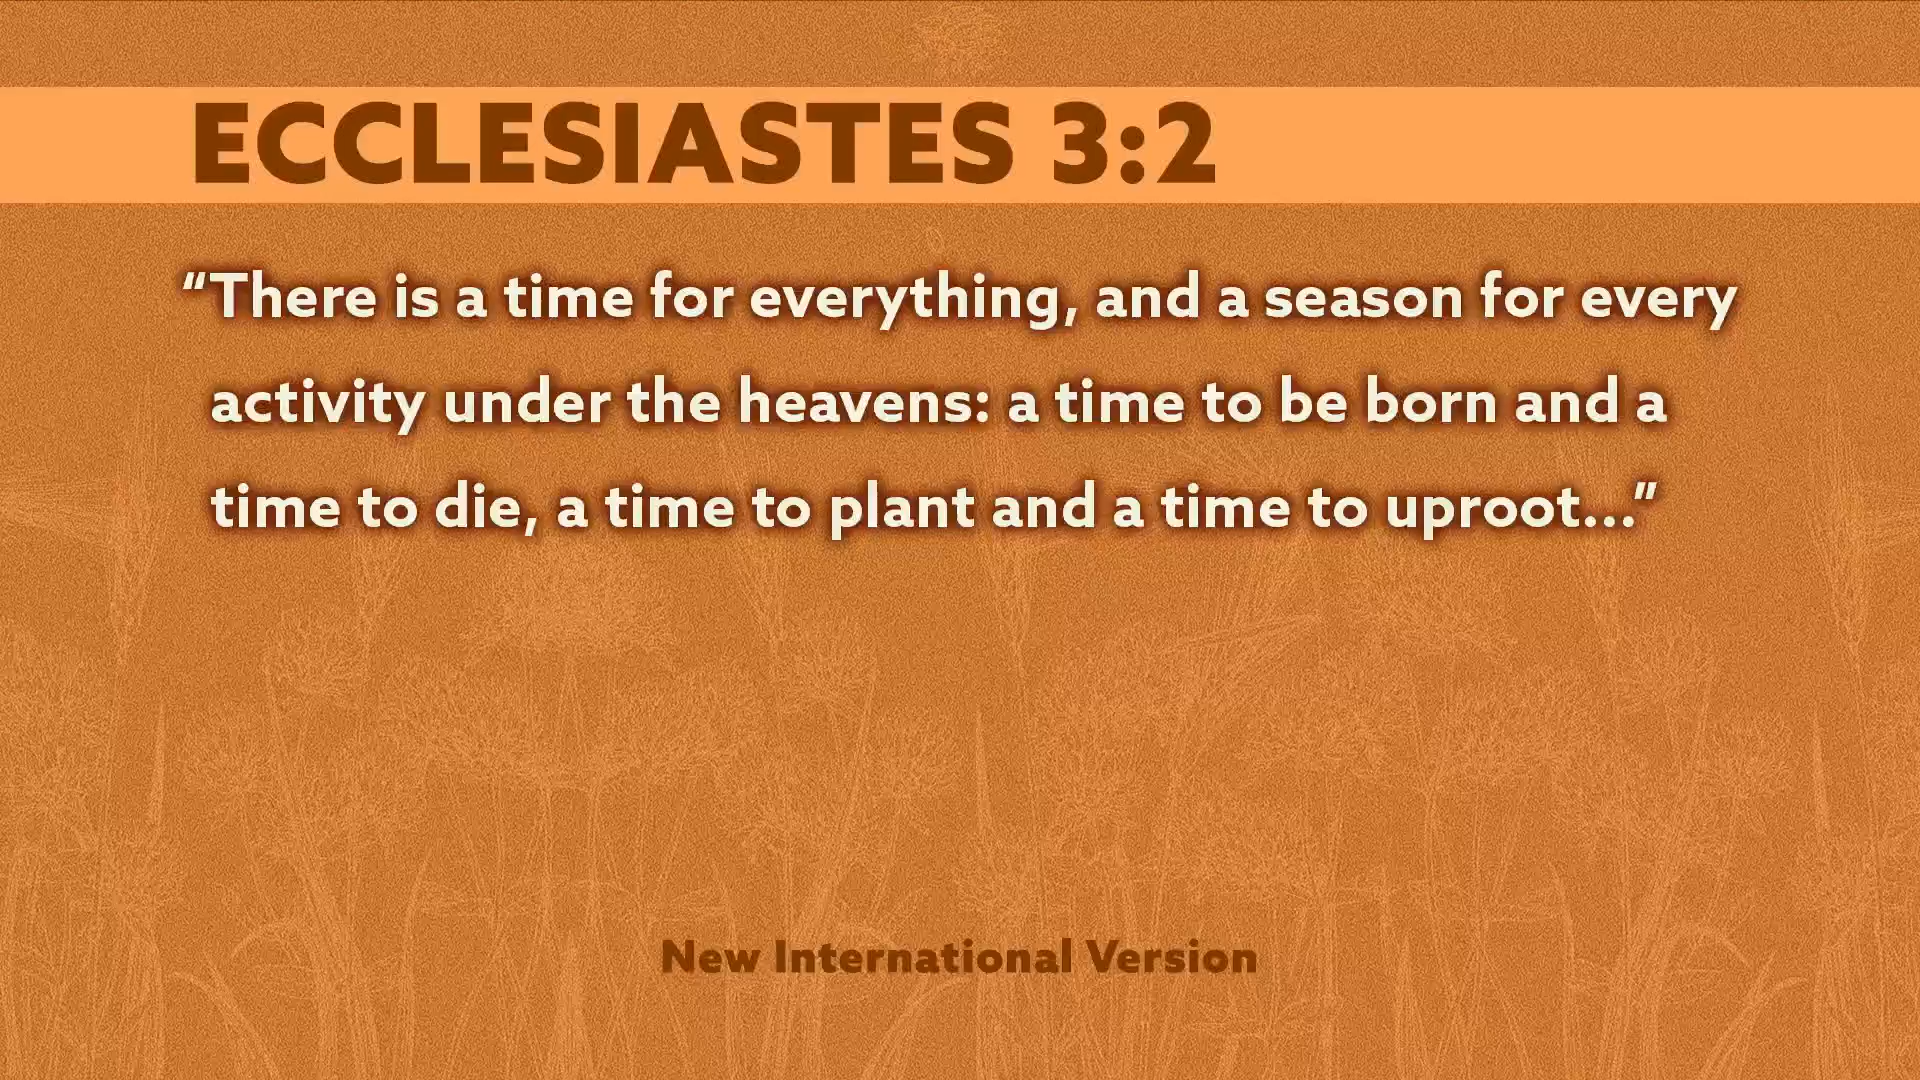 ECCLESIASTES 3:2
“There is a time for everything, and a season for every
activity under the heavens: a time to be born and a
time to die, a time to plant and a time to uproot...”
New International Version